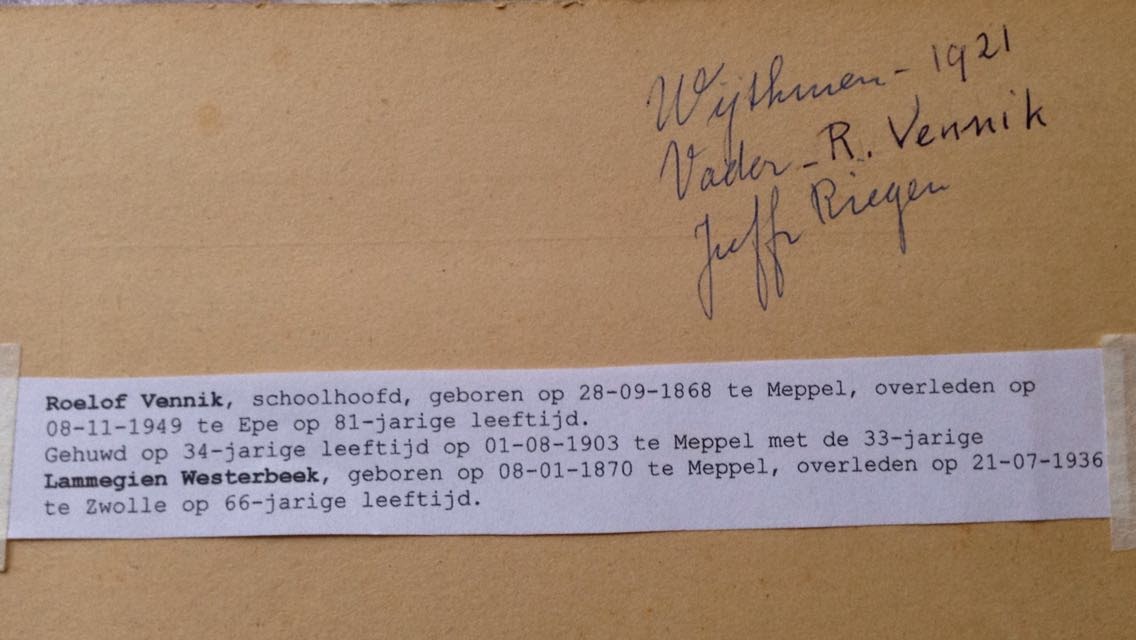 Wijthmen - 1921
Vader - R. Vennik
Juffr Riegen
Roelof Vennik, schoolhoofd, geboren op 28-09-1868 te Meppel, overleden op
08-11-1949 te Epe op 81-jarige leeftijd.
Gehuwd op 34-jarige leeftijd op 01-08-1903 te Meppel met de 33-jarige
Lammegien Westerbeek, geboren op 08-01-1870 te Meppel, overleden op 21-07-1936
te Zwolle op 66-jarige leeftijd.